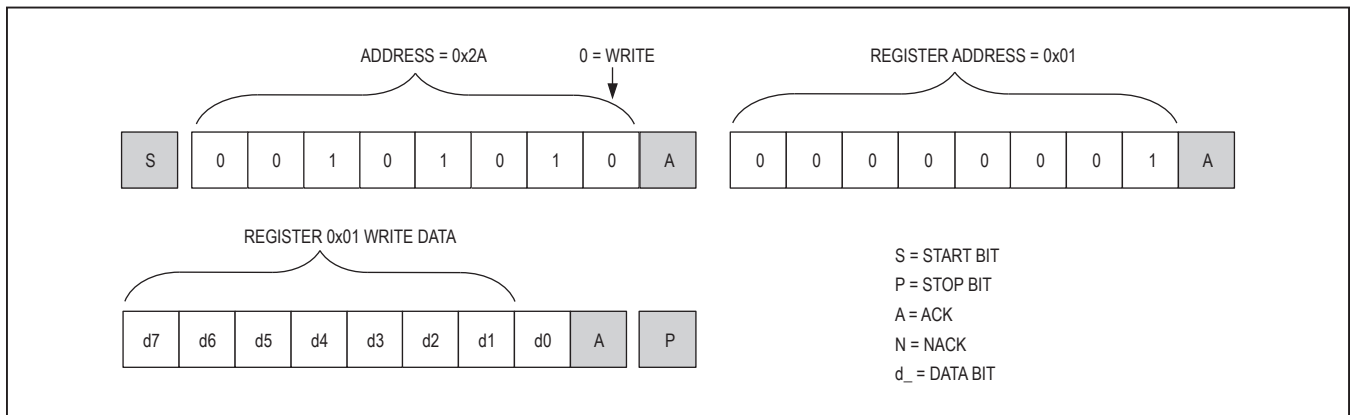 ADDRESS = 0x2A 0 = WRITE REGISTER ADDRESS = 0x01
S 0 0 1 0 1 0 1 0 A 0 0 0 0 0 0 0 1 A
REGISTER 0x01 WRITE DATA
d7 d6 d5 d4 d3 d2 d1 d0 A P
S = START BIT
P = STOP BIT
A = ACK
N = NACK
d_ = DATA BIT